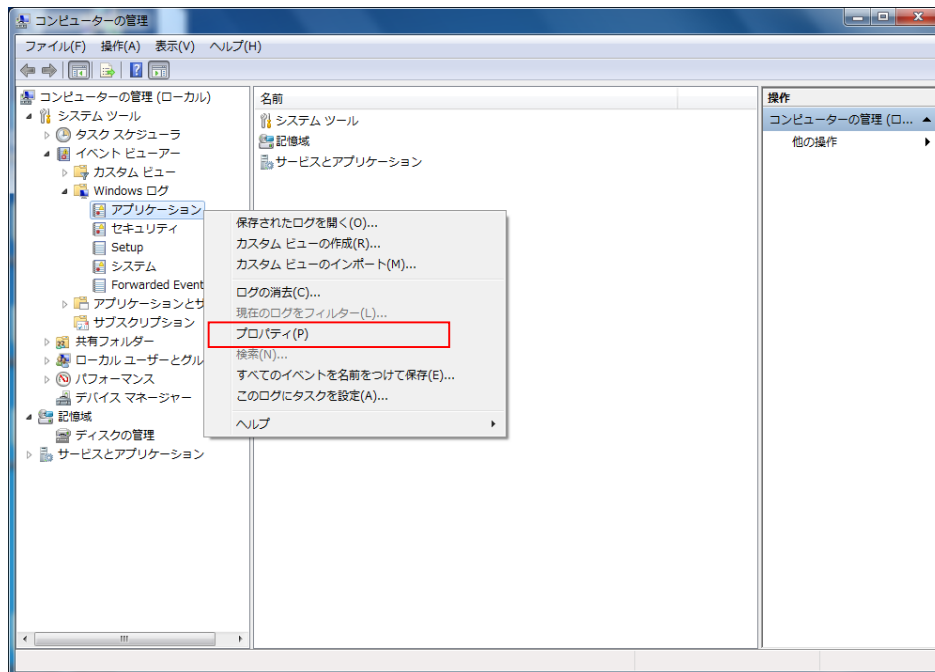 コンピューターの管理
ファイル(F) 操作(A) 表示(V) ヘルプ(H)
コンピューターの管理 (ローカル)
システム ツール
タスク スケジューラ
イベント ビューアー
カスタム ビュー
Windows ログ
アプリケーション
セキュリティ
Setup
システム
Forwarded Event
アプリケーションとサ
サブスクリプション
共有フォルダー
ローカル ユーザーとグル
パフォーマンス
デバイス マネージャー
記憶域
ディスクの管理
サービスとアプリケーション
名前
システム ツール
記憶域
サービスとアプリケーション
保存されたログを開く(O)...
カスタム ビューの作成(R)...
カスタム ビューのインポート(M)...
ログの消去(C)...
現在のログをフィルター(L)...
プロパティ(P)
検索(N)...
すべてのイベントを名前をつけて保存(E)...
このログにタスクを設定(A)...
ヘルプ
操作
コンピューターの管理 (ロ...
他の操作